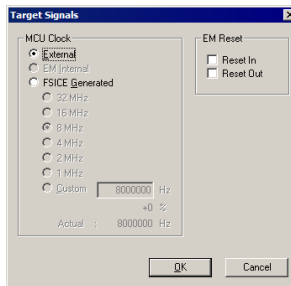 Target Signals
MCU Clock
External
EM Internal
FSICE Generated
32 MHz
16 MHz
8 MHz
4 MHz
2 MHz
1 MHz
Custom 8000000 Hz
+0 %
Actual : 8000000 Hz
EM Reset
Reset In
Reset Out
OK Cancel